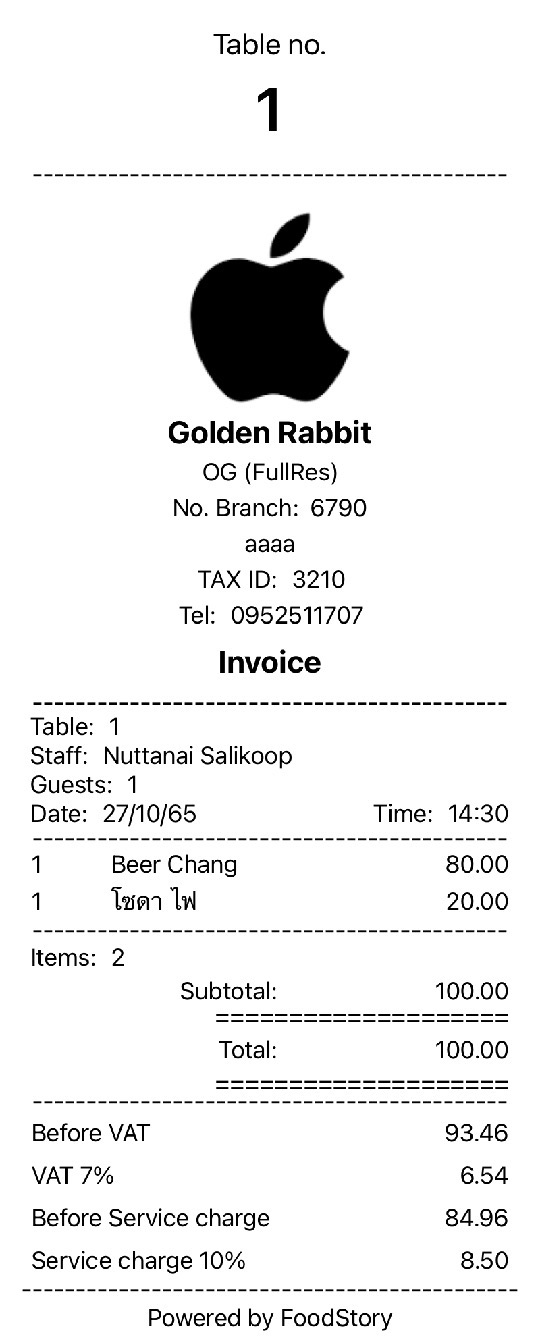 Table no.
1
Golden Rabbit
OG (FullRes)
No. Branch: 6790
aaaa
TAX ID: 3210
Tel: 0952511707
Invoice
Table: 1
Staff: Nuttanai Salikoop
Guests: 1
Date: 27/10/65 Time: 14:30
1 Beer Chang 80.00
1 โซดา ไฟ 20.00
Items: 2
Subtotal: 100.00
=====================
Total: 100.00
=====================
Before VAT 93.46
VAT 7% 6.54
Before Service charge 84.96
Service charge 10% 8.50
Powered by FoodStory